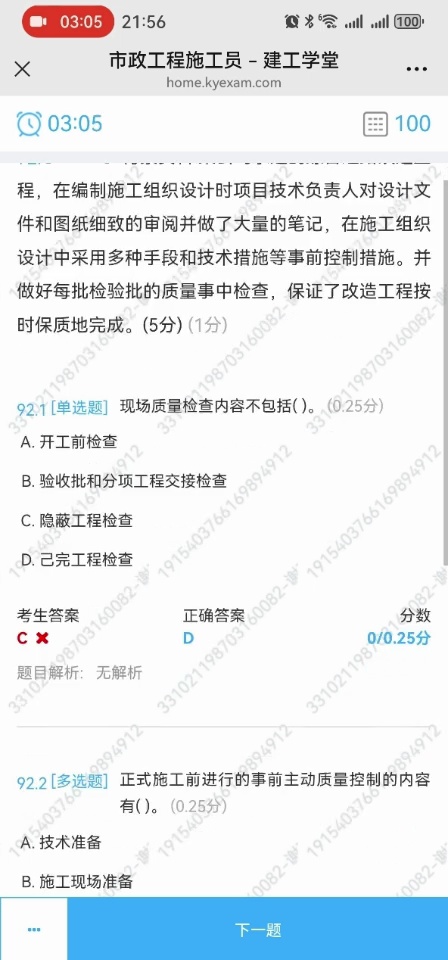 03:05 21:56 100
市政工程施工员 – 建工学堂
home.kyexam.com
03:05 100
程，在编制施工组织设计时项目技术负责人对设计文
件和图纸细致的审阅并做了大量的笔记，在施工组织
设计中采用多种手段和技术措施等事前控制措施。并
做好每批检验批的质量事中检查，保证了改造工程按
时保质地完成。(5分) (1分)
92.1 [单选题] 现场质量检查内容不包括( )。 (0.25分)
A. 开工前检查
B. 验收批和分项工程交接检查
C. 隐蔽工程检查
D. 己完工程检查
考生答案 正确答案 分数
C D 0/0.25分
题目解析: 无解析
92.2 [多选题] 正式施工前进行的事前主动质量控制的内容
有( )。 (0.25分)
A. 技术准备
B. 施工现场准备
下一题